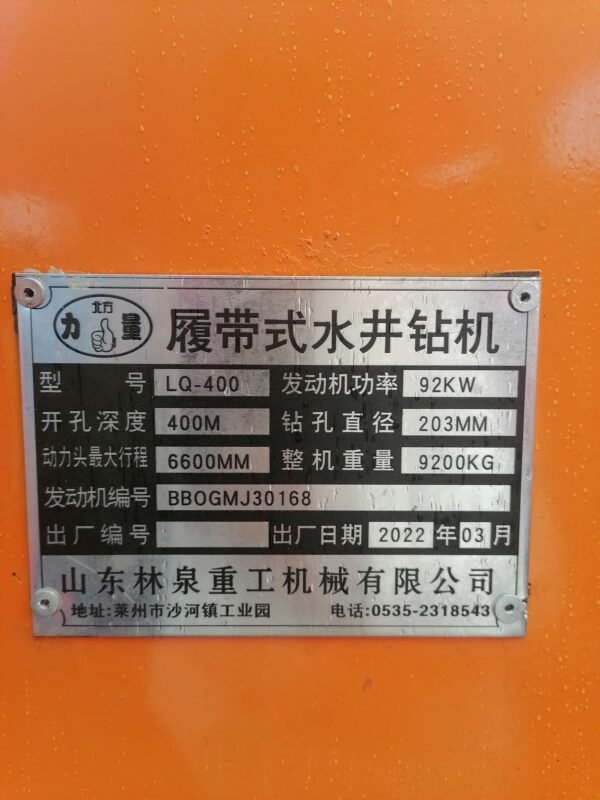 北方
力量
履带式水井钻机
型号 LQ-400 发动机功率 92KW
开孔深度 400M 钻孔直径 203MM
动力头最大行程 6600MM 整机重量 9200KG
发动机编号 BBOGMJ30168
出厂编号 出厂日期 2022 年 03 月
山东林泉重工机械有限公司
地址:莱州市沙河镇工业园 电话:0535-2318543